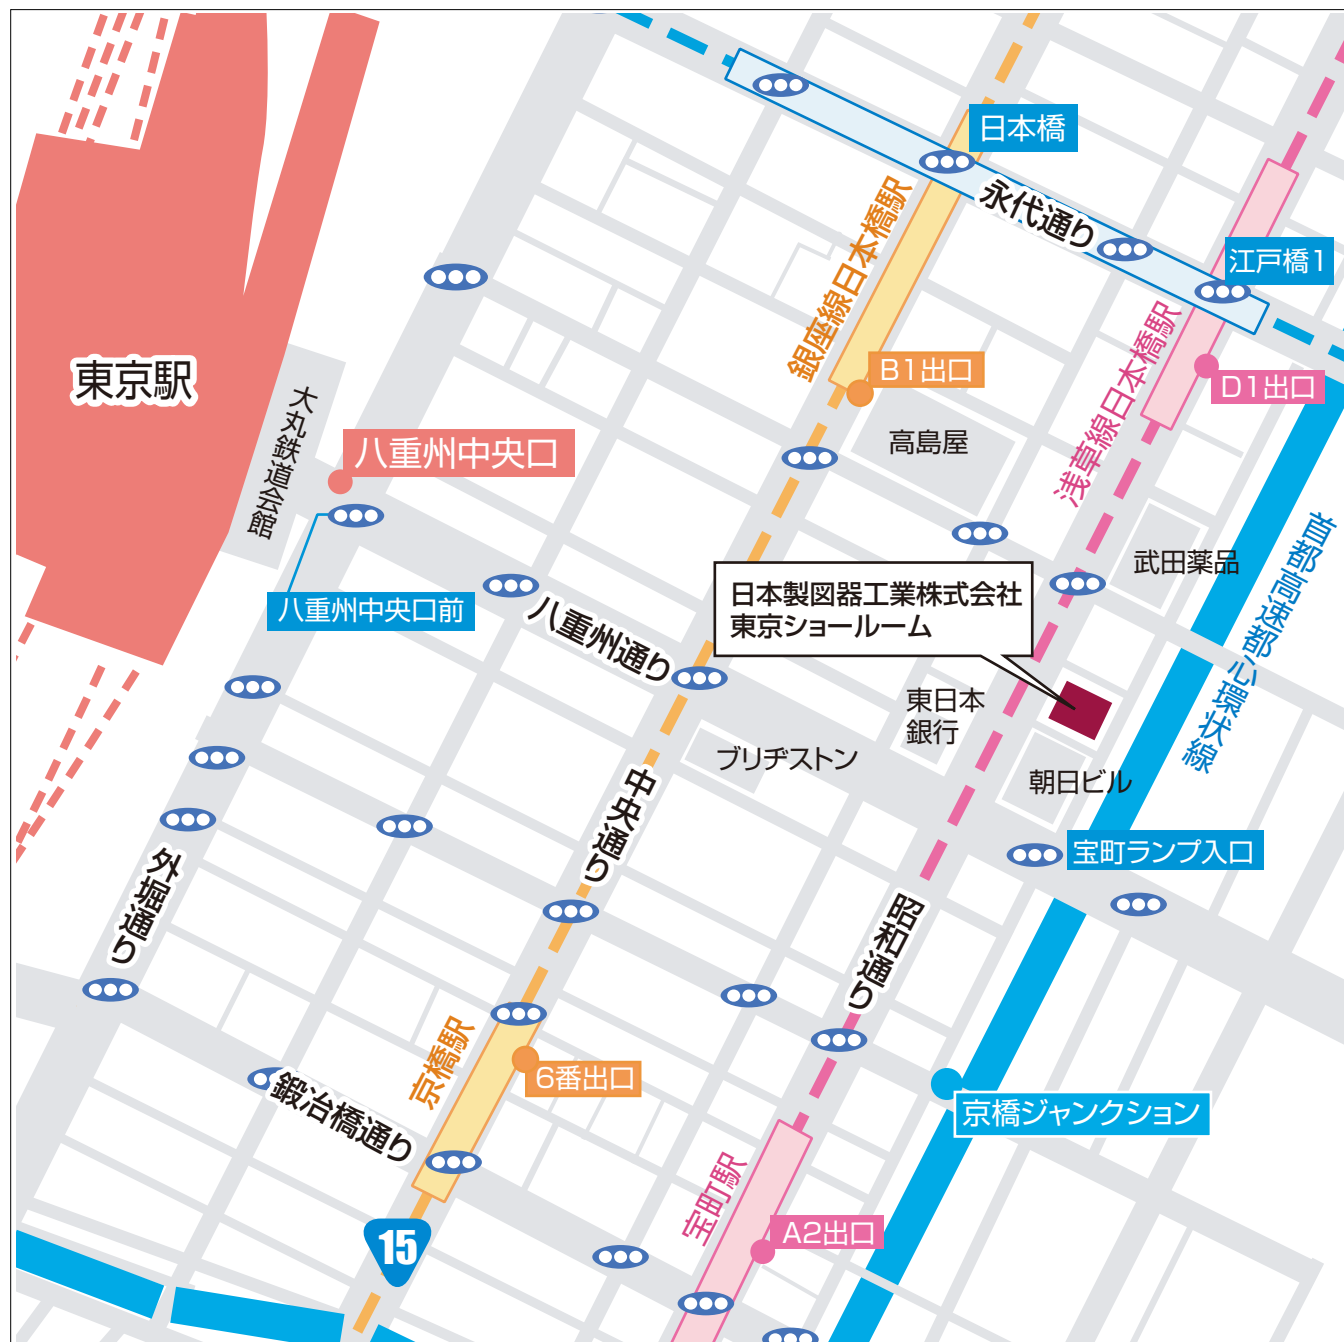 日本橋
永代通り
江戸橋1
銀座線日本橋駅
浅草線日本橋駅
東京駅
B1出口
D1出口
大丸鉄道会館
八重州中央口
高島屋
首都高速都心環状線
武田薬品
八重州中央口前
日本製図器工業株式会社
東京ショールーム
八重州通り
東日本
銀行
ブリヂストン
朝日ビル
中央通り
宝町ランプ入口
外堀通り
昭和通り
京橋駅
6番出口
鍛冶橋通り
京橋ジャンクション
宝町駅
A2出口
15